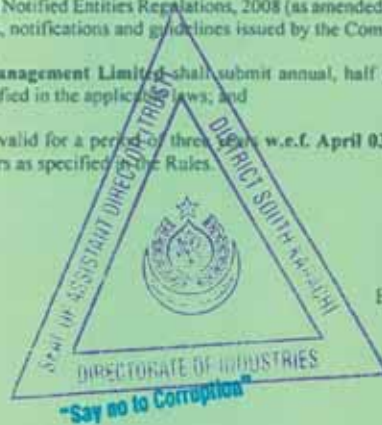 Notified Entities Regulations, 2008 (as amended
, notifications and guidelines issued by the Com
anagement Limited shall submit annual, half
fied in the applicable laws; and
valid for a period of three years w.e.f. April 03
rs as specified in the Rules.
SEAL OF ASSISTANT DIRECTOR (TRUST)
DISTRICT SOUTH KARACHI
DIRECTORATE OF INDUSTRIES
"Say no to Corruption"